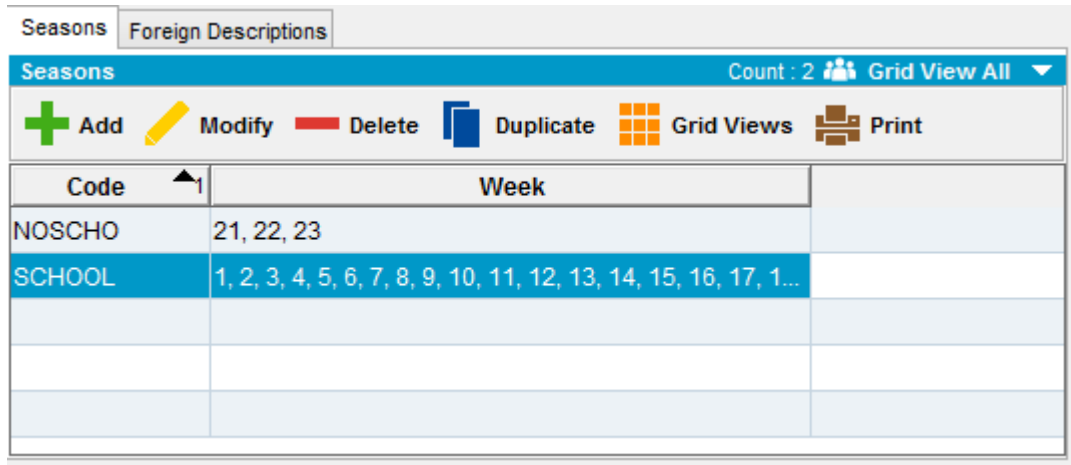 Seasons Foreign Descriptions
Seasons Count : 2 Grid View All
Add Modify Delete Duplicate Grid Views Print
Code 1 Week
NOSCHO 21, 22, 23
SCHOOL 1, 2, 3, 4, 5, 6, 7, 8, 9, 10, 11, 12, 13, 14, 15, 16, 17, 1...